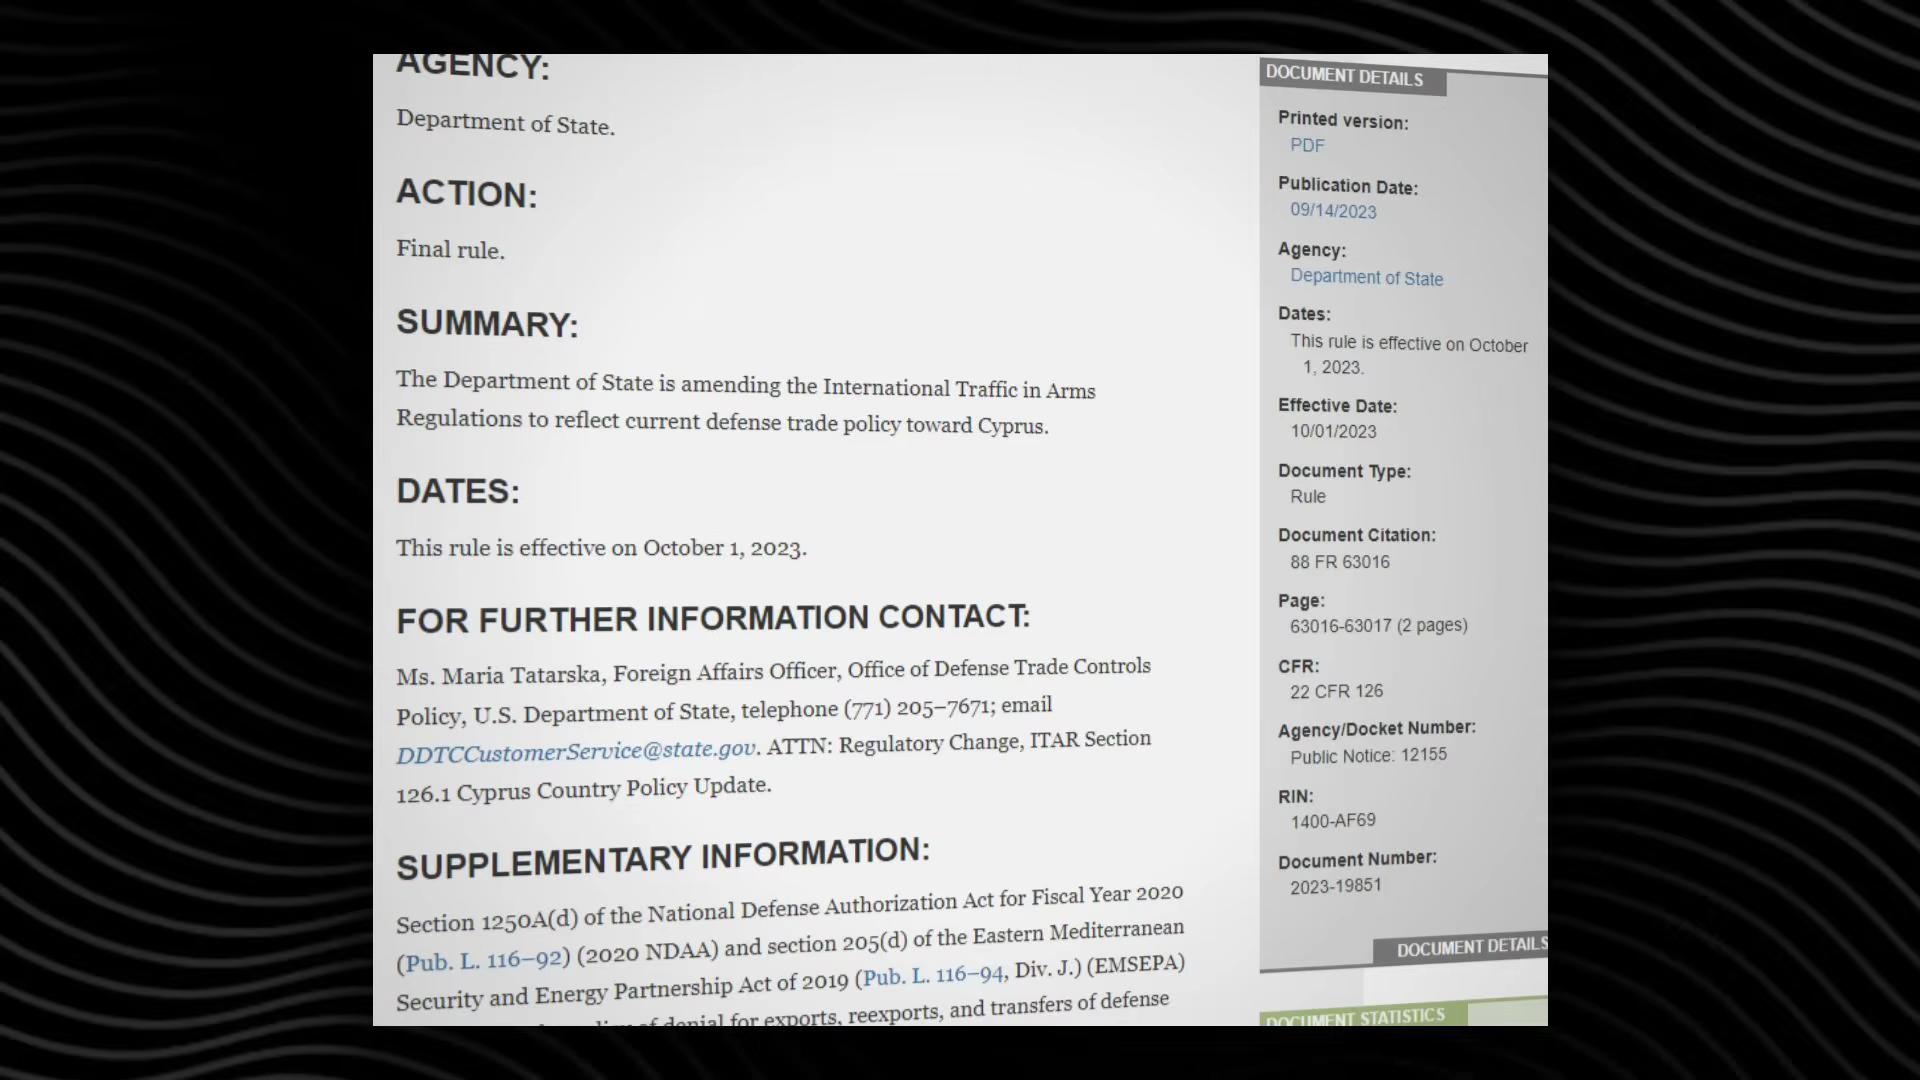 AGENCY:
Department of State.
ACTION:
Final rule.
SUMMARY:
The Department of State is amending the International Traffic in Arms
Regulations to reflect current defense trade policy toward Cyprus.
DATES:
This rule is effective on October 1, 2023.
FOR FURTHER INFORMATION CONTACT:
Ms. Maria Tatarska, Foreign Affairs Officer, Office of Defense Trade Controls
Policy, U.S. Department of State, telephone (771) 205–7671; email
DDTCCustomerService@state.gov. ATTN: Regulatory Change, ITAR Section
126.1 Cyprus Country Policy Update.
SUPPLEMENTARY INFORMATION:
Section 1250A(d) of the National Defense Authorization Act for Fiscal Year 2020
(Pub. L. 116–92) (2020 NDAA) and section 205(d) of the Eastern Mediterranean
Security and Energy Partnership Act of 2019 (Pub. L. 116–94, Div. J.) (EMSEPA)
of denial for exports, reexports, and transfers of defense
DOCUMENT DETAILS
Printed version:
PDF
Publication Date:
09/14/2023
Agency:
Department of State
Dates:
This rule is effective on October
1, 2023.
Effective Date:
10/01/2023
Document Type:
Rule
Document Citation:
88 FR 63016
Page:
63016-63017 (2 pages)
CFR:
22 CFR 126
Agency/Docket Number:
Public Notice: 12155
RIN:
1400-AF69
Document Number:
2023-19851
DOCUMENT DETAILS
DOCUMENT STATISTICS